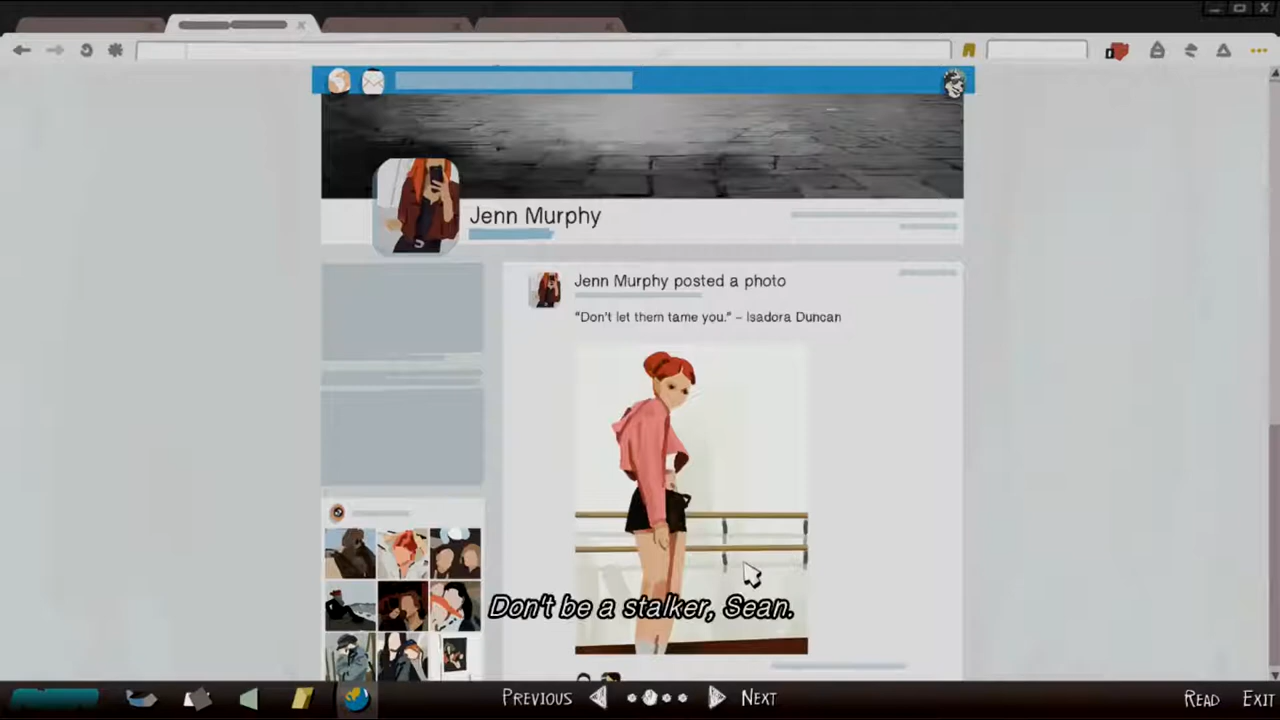 Jenn Murphy
Jenn Murphy posted a photo
"Don't let them tame you." – Isadora Duncan
Don't be a stalker, Sean.
PREVIOUS
NEXT
READ
EXIT